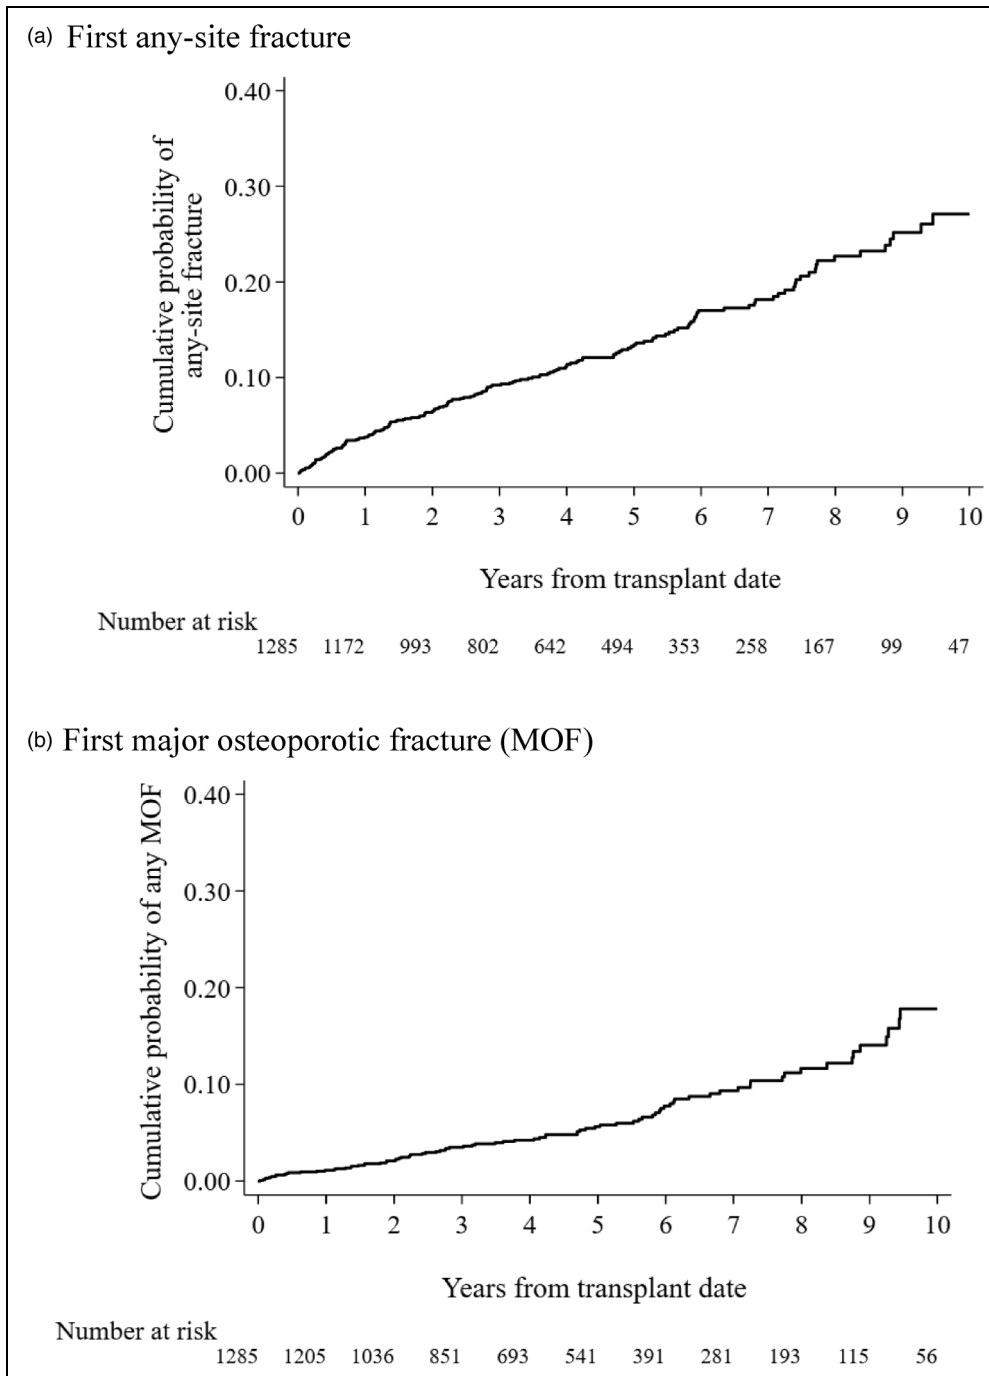 (a) First any-site fracture
Cumulative probability of
any-site fracture
0.40
0.30
0.20
0.10
0.00
0 1 2 3 4 5 6 7 8 9 10
Years from transplant date
Number at risk
1285 1172 993 802 642 494 353 258 167 99 47
(b) First major osteoporotic fracture (MOF)
Cumulative probability of any MOF
0.40
0.30
0.20
0.10
0.00
0 1 2 3 4 5 6 7 8 9 10
Years from transplant date
Number at risk
1285 1205 1036 851 693 541 391 281 193 115 56